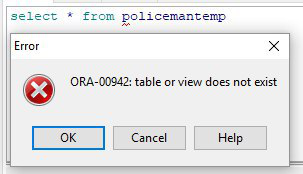 select * from policemantemp
Error
ORA-00942: table or view does not exist
OK
Cancel
Help